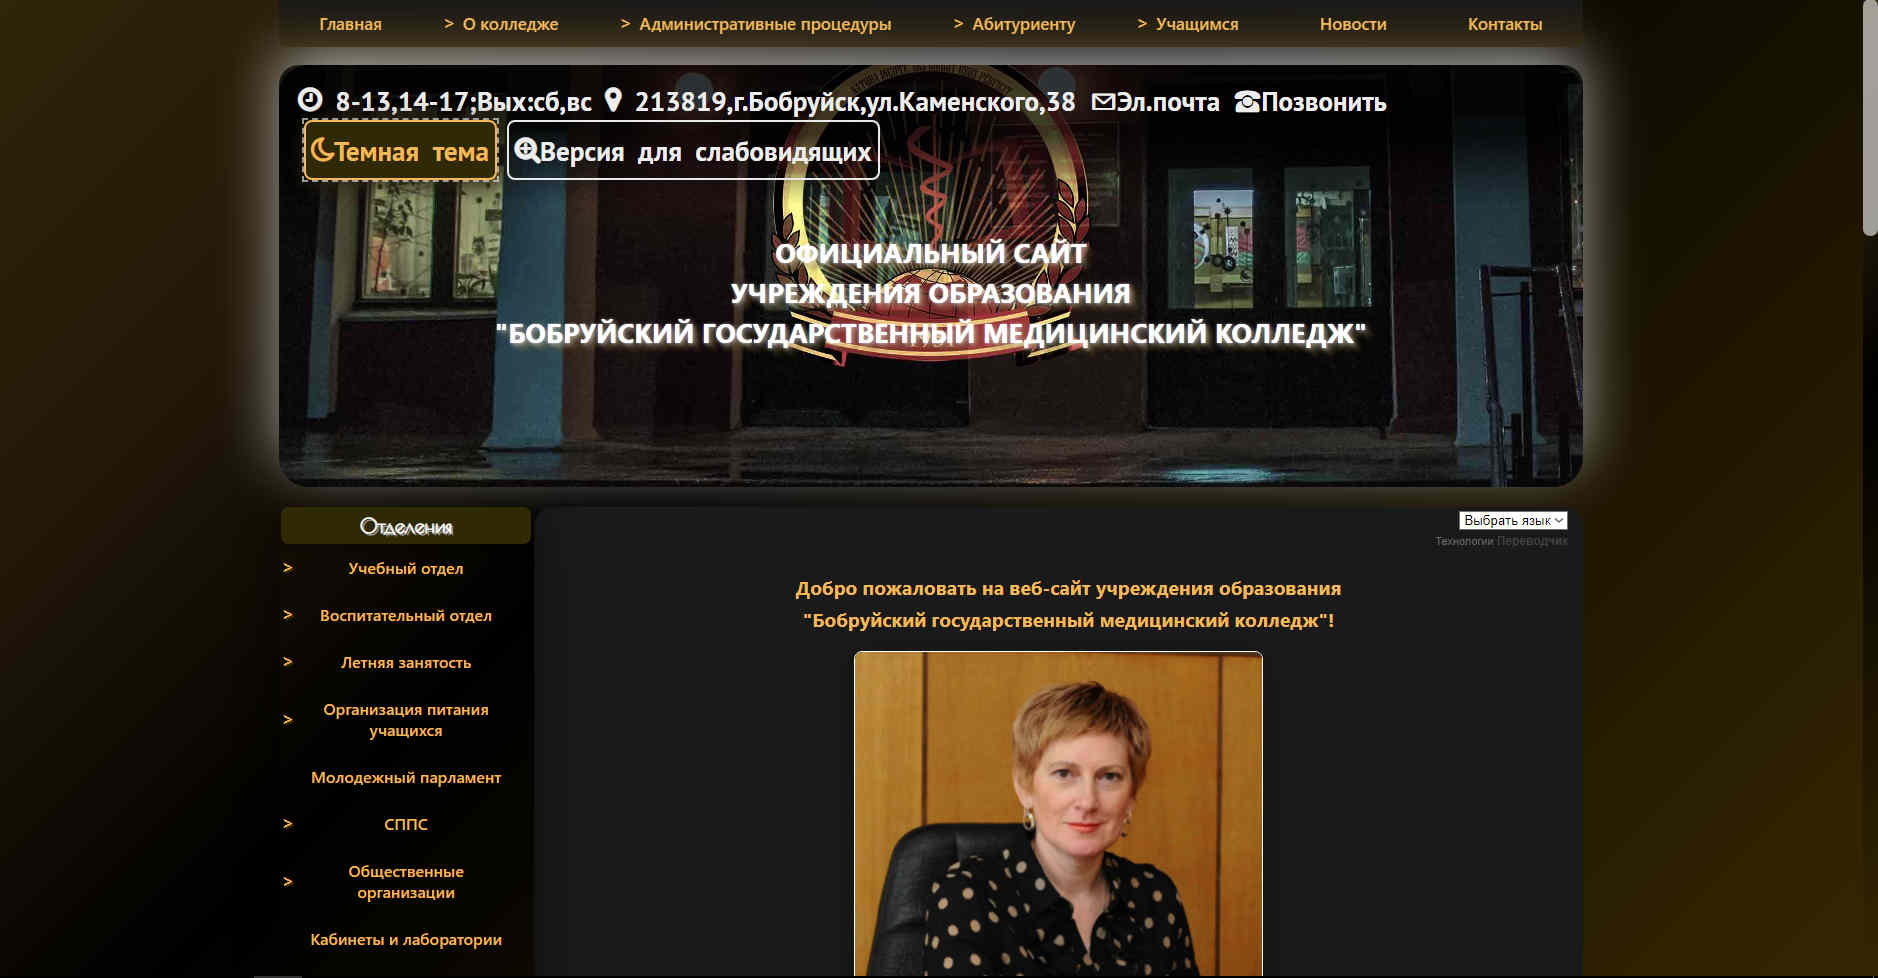 Главная > О колледже > Административные процедуры > Абитуриенту > Учащимся Новости Контакты
8-13,14-17;Вых:сб,вс 213819,г.Бобруйск,ул.Каменского,38 Эл.почта Позвонить
Темная тема Версия для слабовидящих
ОФИЦИАЛЬНЫЙ САЙТ
УЧРЕЖДЕНИЯ ОБРАЗОВАНИЯ
"БОБРУЙСКИЙ ГОСУДАРСТВЕННЫЙ МЕДИЦИНСКИЙ КОЛЛЕДЖ"
Отделения
> Учебный отдел
> Воспитательный отдел
> Летняя занятость
> Организация питания
учащихся
Молодежный парламент
> СППС
> Общественные
организации
Кабинеты и лаборатории
Выбрать язык
Технологии Переводчик
Добро пожаловать на веб-сайт учреждения образования
"Бобруйский государственный медицинский колледж"!